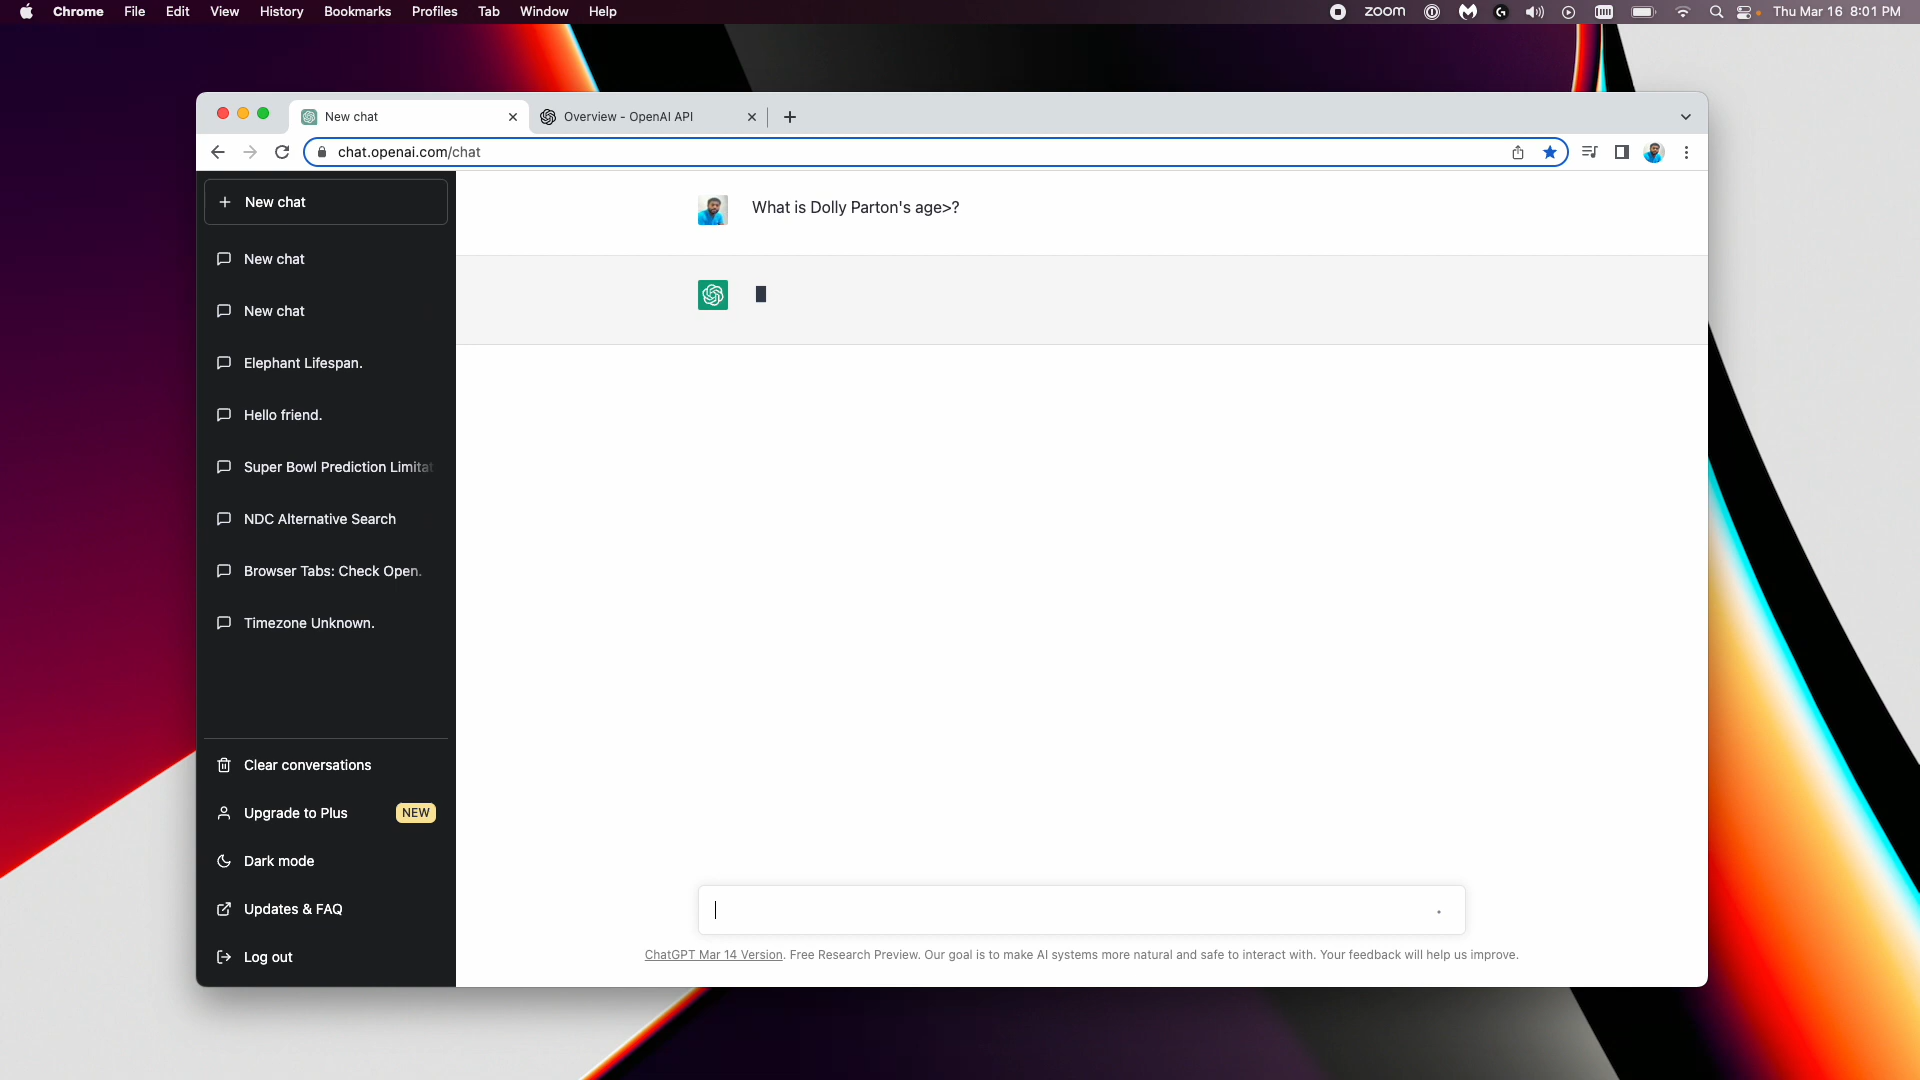 Chrome File Edit View History Bookmarks Profiles Tab Window Help zoom Thu Mar 16 8:01 PM
New chat Overview - OpenAI API
chat.openai.com/chat
New chat
What is Dolly Parton's age>?
New chat
New chat
Elephant Lifespan.
Hello friend.
Super Bowl Prediction Limitat
NDC Alternative Search
Browser Tabs: Check Open.
Timezone Unknown.
Clear conversations
Upgrade to Plus NEW
Dark mode
Updates & FAQ
Log out
ChatGPT Mar 14 Version. Free Research Preview. Our goal is to make AI systems more natural and safe to interact with. Your feedback will help us improve.